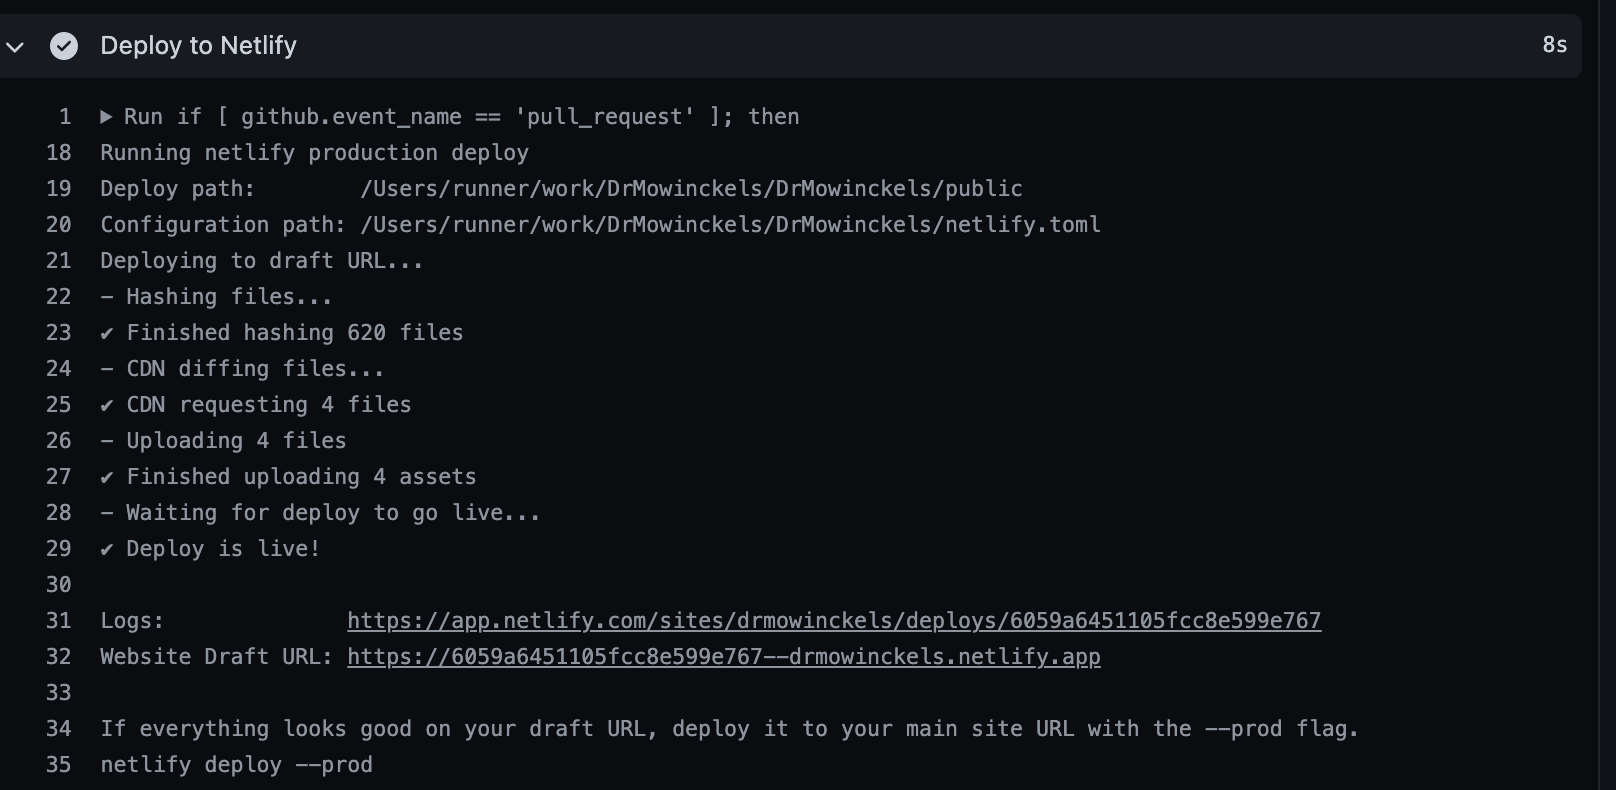 Deploy to Netlify 8s
1 ▶ Run if [ github.event_name == 'pull_request' ]; then
18 Running netlify production deploy
19 Deploy path:        /Users/runner/work/DrMowinckels/DrMowinckels/public
20 Configuration path: /Users/runner/work/DrMowinckels/DrMowinckels/netlify.toml
21 Deploying to draft URL...
22 - Hashing files...
23 ✔ Finished hashing 620 files
24 - CDN diffing files...
25 ✔ CDN requesting 4 files
26 - Uploading 4 files
27 ✔ Finished uploading 4 assets
28 - Waiting for deploy to go live...
29 ✔ Deploy is live!
30
31 Logs:              https://app.netlify.com/sites/drmowinckels/deploys/6059a6451105fcc8e599e767
32 Website Draft URL: https://6059a6451105fcc8e599e767--drmowinckels.netlify.app
33
34 If everything looks good on your draft URL, deploy it to your main site URL with the --prod flag.
35 netlify deploy --prod